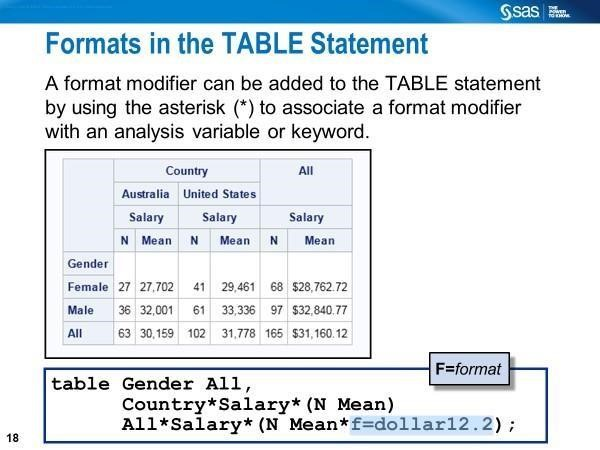 sas THE POWER TO KNOW.
Formats in the TABLE Statement
A format modifier can be added to the TABLE statement
by using the asterisk (*) to associate a format modifier
with an analysis variable or keyword.
Country All
Australia United States
Salary Salary Salary
N Mean N Mean N Mean
Gender
Female 27 27,702 41 29,461 68 $28,762.72
Male 36 32,001 61 33,336 97 $32,840.77
All 63 30,159 102 31,778 165 $31,160.12
F=format
table Gender All,
Country*Salary*(N Mean)
All*Salary*(N Mean*f=dollar12.2);
18